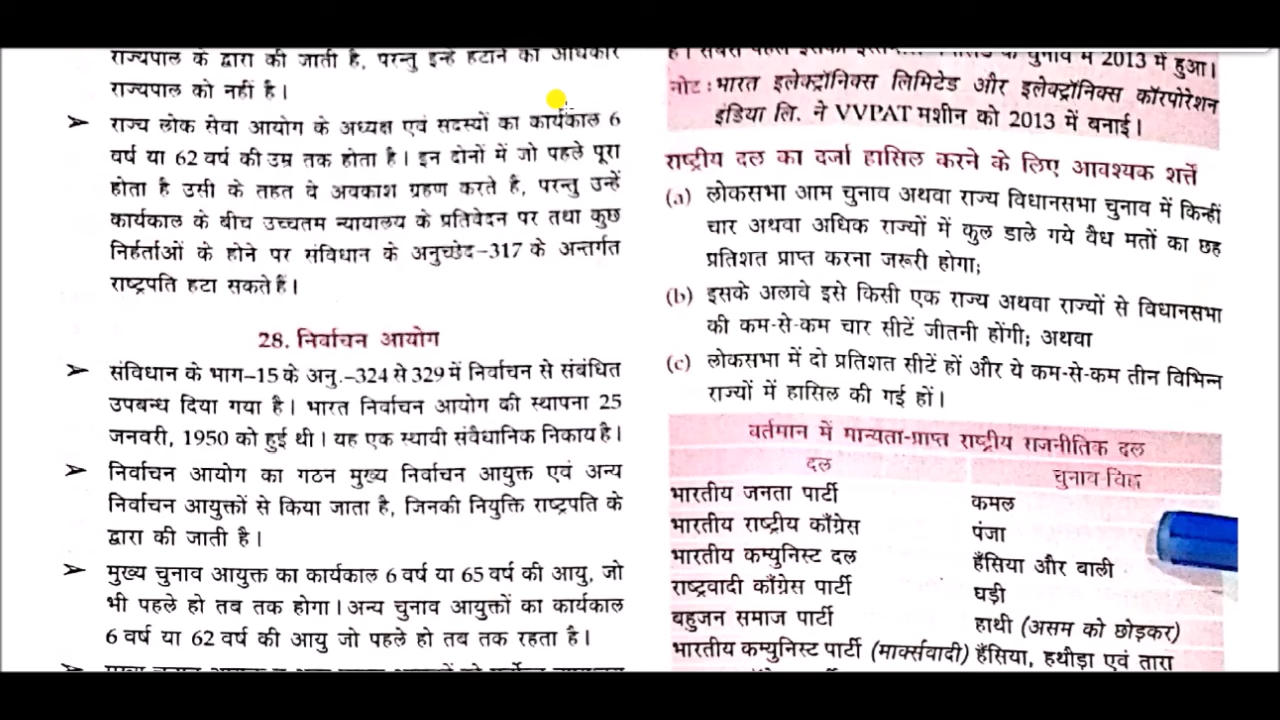 राज्यपाल के द्वारा की जाती है, परन्तु इन्हें हटाने का अधिकार
राज्यपाल को नहीं है।
➤ राज्य लोक सेवा आयोग के अध्यक्ष एवं सदस्यों का कार्यकाल 6
वर्ष या 62 वर्ष की उम्र तक होता है। इन दोनों में जो पहले पूरा
होता है उसी के तहत वे अवकाश ग्रहण करते है, परन्तु उन्हें
कार्यकाल के बीच उच्चतम न्यायालय के प्रतिवेदन पर तथा कुछ
निर्हर्ताओं के होने पर संविधान के अनुच्छेद-317 के अन्तर्गत
राष्ट्रपति हटा सकते हैं।
28. निर्वाचन आयोग
➤ संविधान के भाग-15 के अनु.-324 से 329 में निर्वाचन से संबंधित
उपबन्ध दिया गया है। भारत निर्वाचन आयोग की स्थापना 25
जनवरी, 1950 को हुई थी। यह एक स्थायी संवैधानिक निकाय है।
➤ निर्वाचन आयोग का गठन मुख्य निर्वाचन आयुक्त एवं अन्य
निर्वाचन आयुक्तों से किया जाता है, जिनकी नियुक्ति राष्ट्रपति के
द्वारा की जाती है।
➤ मुख्य चुनाव आयुक्त का कार्यकाल 6 वर्ष या 65 वर्ष की आयु, जो
भी पहले हो तब तक होगा। अन्य चुनाव आयुक्तों का कार्यकाल
6 वर्ष या 62 वर्ष की आयु जो पहले हो तब तक रहता है।
है। सबसे पहले इसका के चुनाव में 2013 में हुआ।
नोट : भारत इलेक्ट्रॉनिक्स लिमिटेड और इलेक्ट्रॉनिक्स कॉरपोरेशन
इंडिया लि. ने VVPAT मशीन को 2013 में बनाई।
राष्ट्रीय दल का दर्जा हासिल करने के लिए आवश्यक शर्त्तें
(a) लोकसभा आम चुनाव अथवा राज्य विधानसभा चुनाव में किन्हीं
चार अथवा अधिक राज्यों में कुल डाले गये वैध मतों का छह
प्रतिशत प्राप्त करना जरूरी होगा;
(b) इसके अलावे इसे किसी एक राज्य अथवा राज्यों से विधानसभा
की कम-से-कम चार सीटें जीतनी होंगी; अथवा
(c) लोकसभा में दो प्रतिशत सीटें हों और ये कम-से-कम तीन विभिन्न
राज्यों में हासिल की गई हों।
वर्तमान में मान्यता-प्राप्त राष्ट्रीय राजनीतिक दल
दल चुनाव चिह्न
भारतीय जनता पार्टी कमल
भारतीय राष्ट्रीय काँग्रेस पंजा
भारतीय कम्युनिस्ट दल हँसिया और बाली
राष्ट्रवादी काँग्रेस पार्टी घड़ी
बहुजन समाज पार्टी हाथी (असम को छोड़कर)
भारतीय कम्युनिस्ट पार्टी (मार्क्सवादी) हँसिया, हथौड़ा एवं तारा